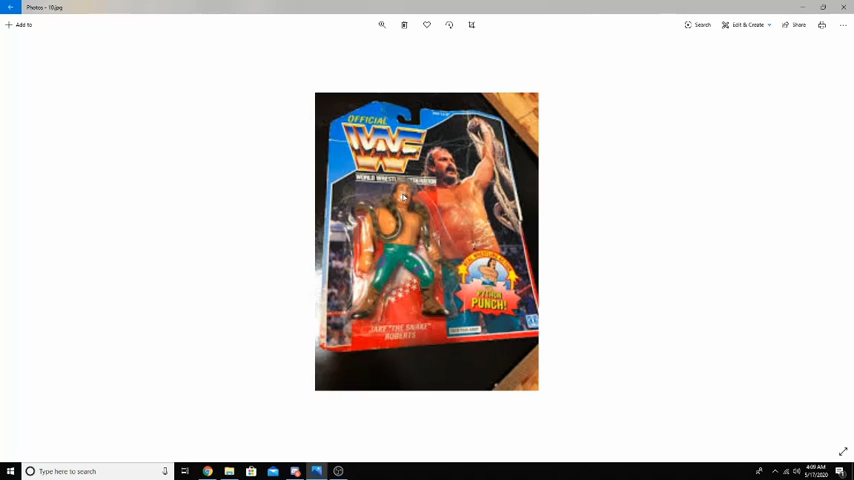 Photos - 10.jpg
Add to
Search
Edit & Create
Share
OFFICIAL
WWF
WORLD WRESTLING FEDERATION
PYTHON
PUNCH!
JAKE "THE SNAKE"
ROBERTS
Type here to search
4:09 AM
5/17/2020